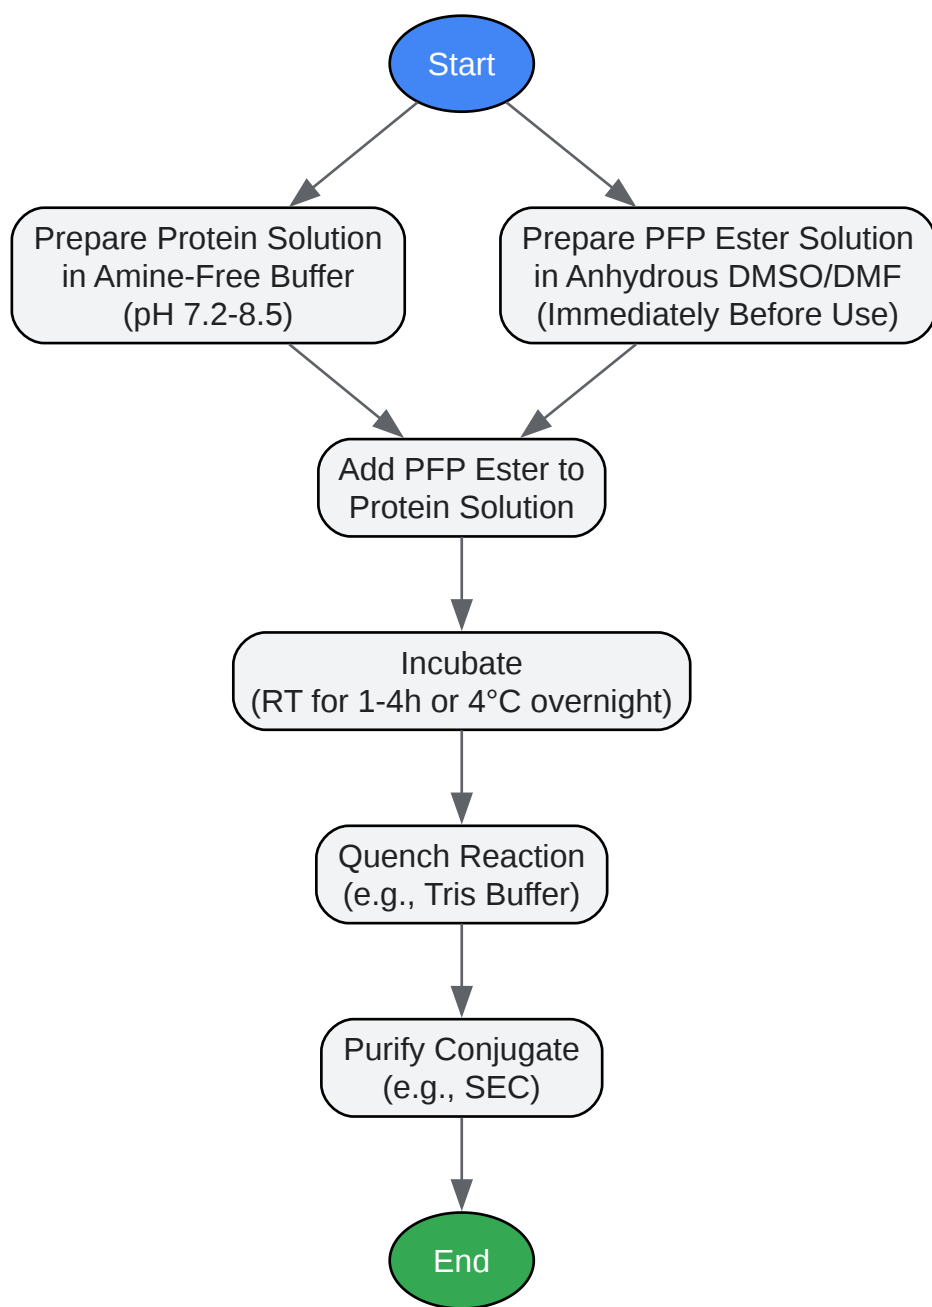 Start
Prepare Protein Solution
in Amine-Free Buffer
(pH 7.2-8.5)
Prepare PFP Ester Solution
in Anhydrous DMSO/DMF
(Immediately Before Use)
Add PFP Ester to
Protein Solution
Incubate
(RT for 1-4h or 4°C overnight)
Quench Reaction
(e.g., Tris Buffer)
Purify Conjugate
(e.g., SEC)
End